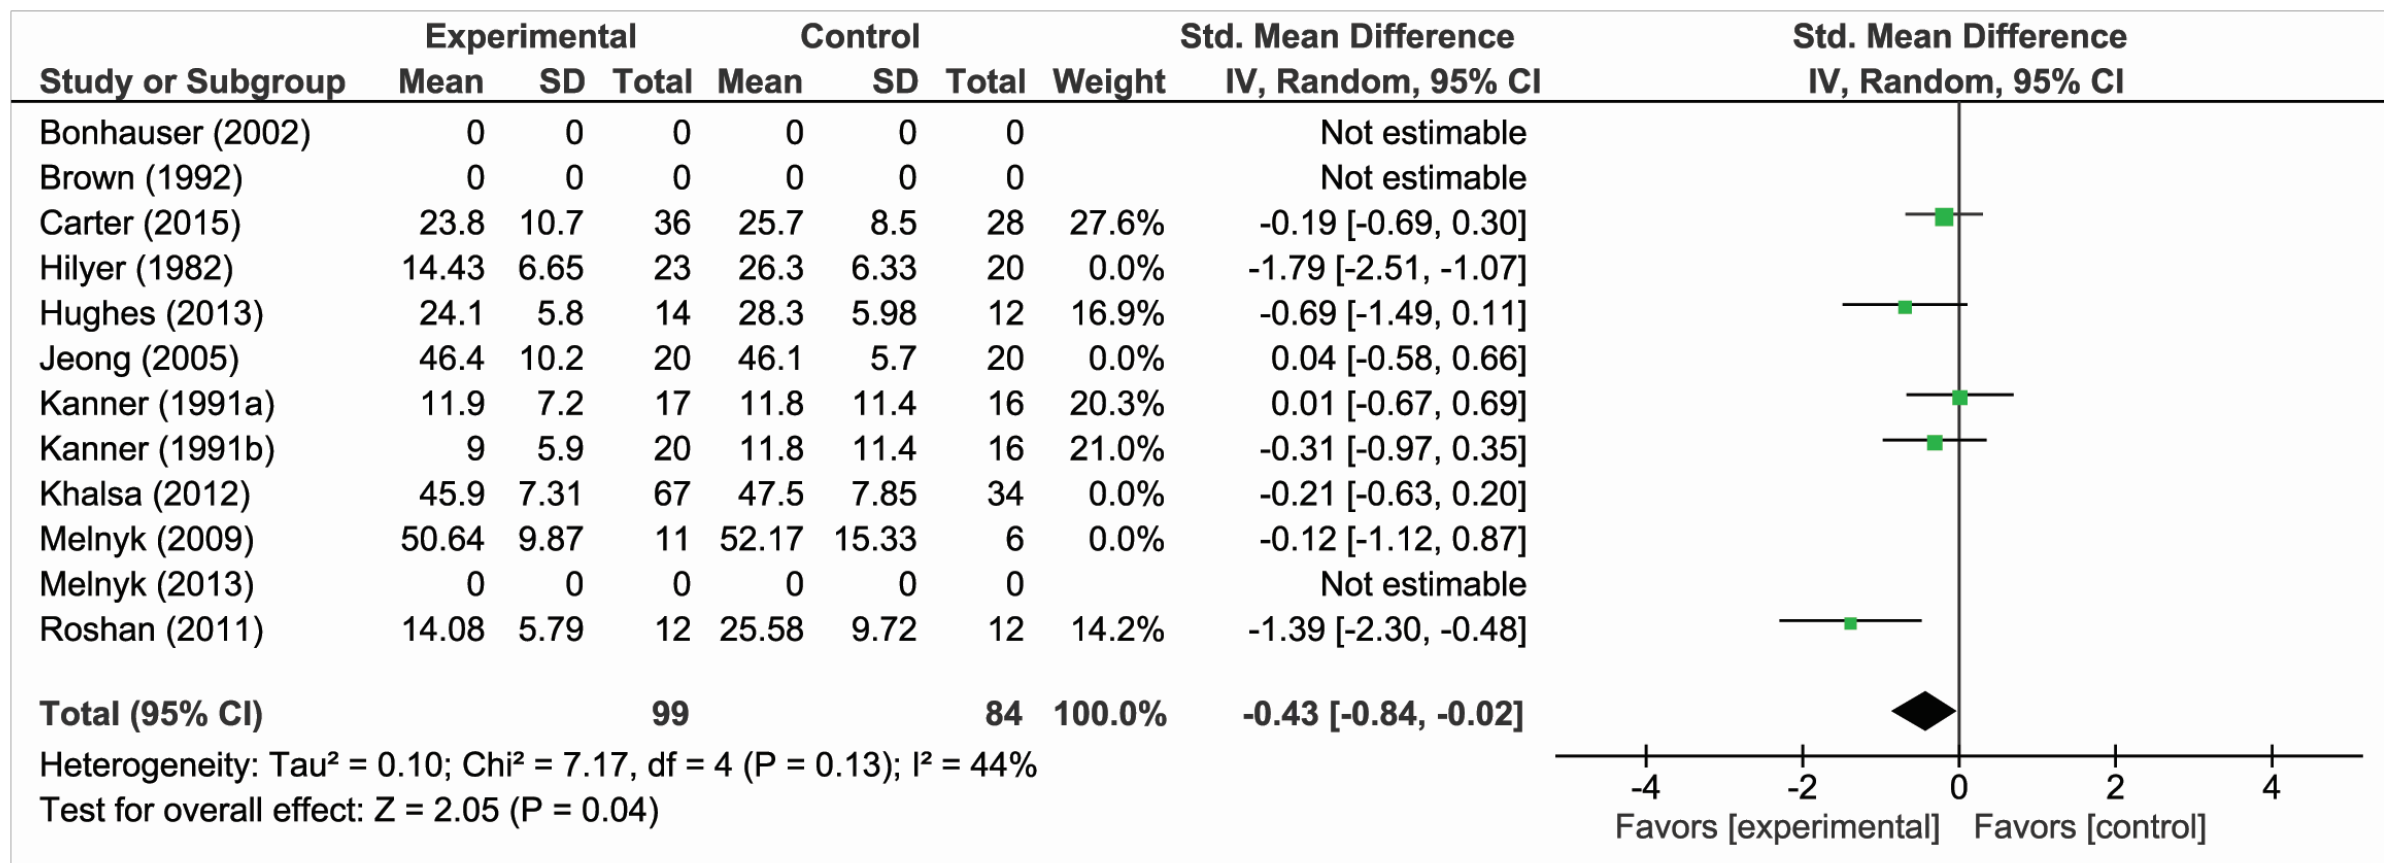 Experimental Control Std. Mean Difference Std. Mean Difference
Study or Subgroup Mean SD Total Mean SD Total Weight IV, Random, 95% CI IV, Random, 95% CI
Bonhauser (2002) 0 0 0 0 0 0 Not estimable
Brown (1992) 0 0 0 0 0 0 Not estimable
Carter (2015) 23.8 10.7 36 25.7 8.5 28 27.6% -0.19 [-0.69, 0.30]
Hilyer (1982) 14.43 6.65 23 26.3 6.33 20 0.0% -1.79 [-2.51, -1.07]
Hughes (2013) 24.1 5.8 14 28.3 5.98 12 16.9% -0.69 [-1.49, 0.11]
Jeong (2005) 46.4 10.2 20 46.1 5.7 20 0.0% 0.04 [-0.58, 0.66]
Kanner (1991a) 11.9 7.2 17 11.8 11.4 16 20.3% 0.01 [-0.67, 0.69]
Kanner (1991b) 9 5.9 20 11.8 11.4 16 21.0% -0.31 [-0.97, 0.35]
Khalsa (2012) 45.9 7.31 67 47.5 7.85 34 0.0% -0.21 [-0.63, 0.20]
Melnyk (2009) 50.64 9.87 11 52.17 15.33 6 0.0% -0.12 [-1.12, 0.87]
Melnyk (2013) 0 0 0 0 0 0 Not estimable
Roshan (2011) 14.08 5.79 12 25.58 9.72 12 14.2% -1.39 [-2.30, -0.48]
Total (95% CI) 99 84 100.0% -0.43 [-0.84, -0.02]
Heterogeneity: Tau² = 0.10; Chi² = 7.17, df = 4 (P = 0.13); I² = 44%
Test for overall effect: Z = 2.05 (P = 0.04)
-4 -2 0 2 4
Favors [experimental] Favors [control]